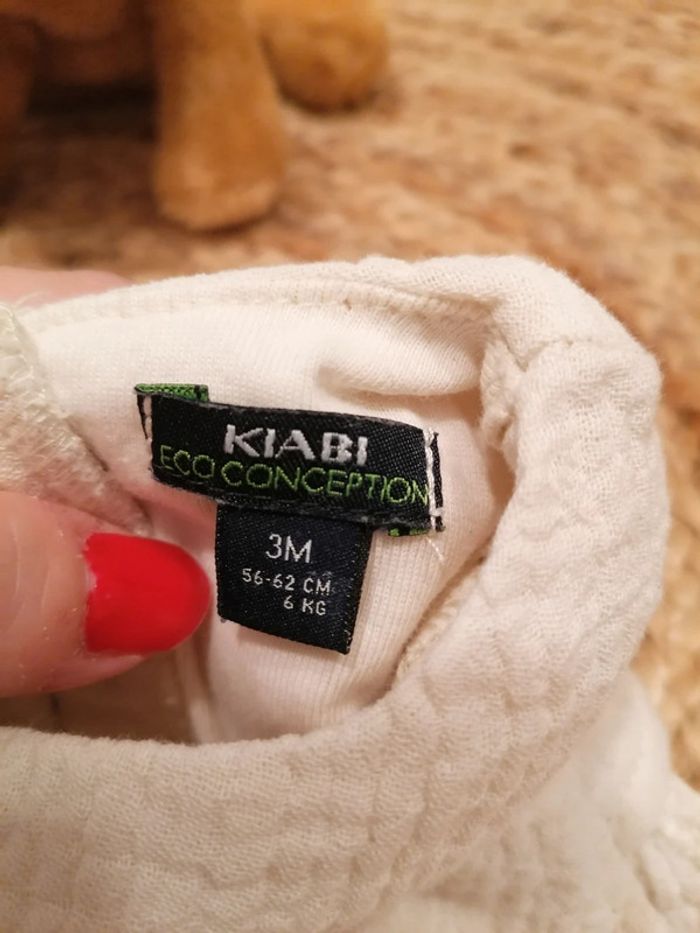 KIABI
ECO CONCEPTION
3M
56-62 CM
6 KG